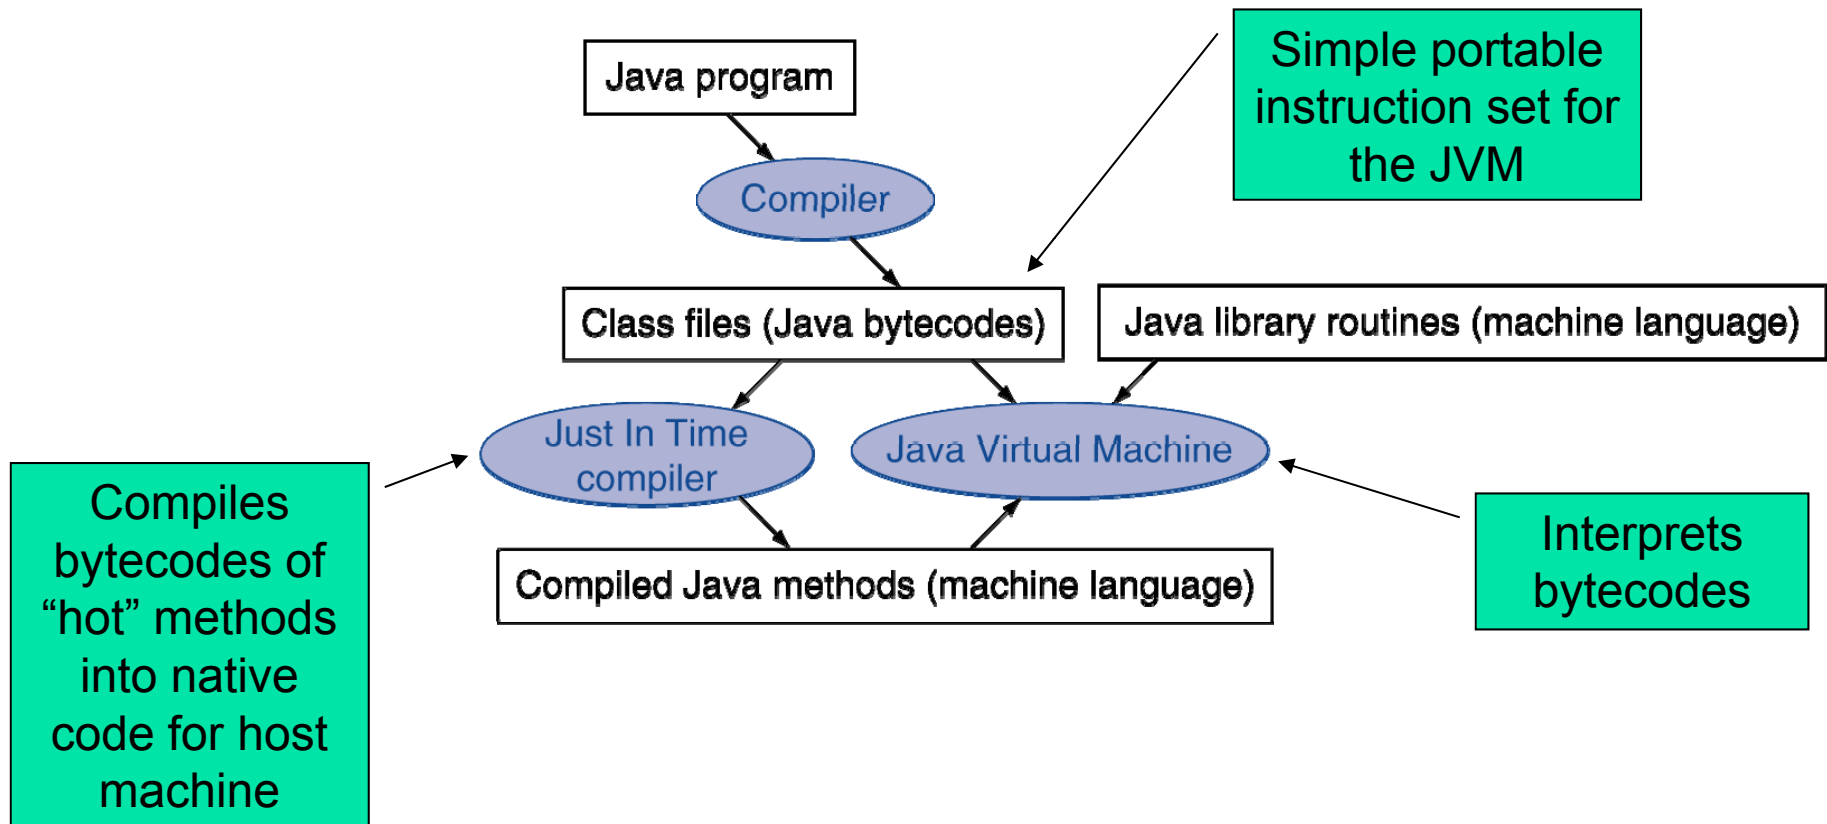 Java program
Simple portable
instruction set for
the JVM
Compiler
Class files (Java bytecodes)
Java library routines (machine language)
Just In Time
compiler
Java Virtual Machine
Compiles
bytecodes of
“hot” methods
into native
code for host
machine
Interprets
bytecodes
Compiled Java methods (machine language)